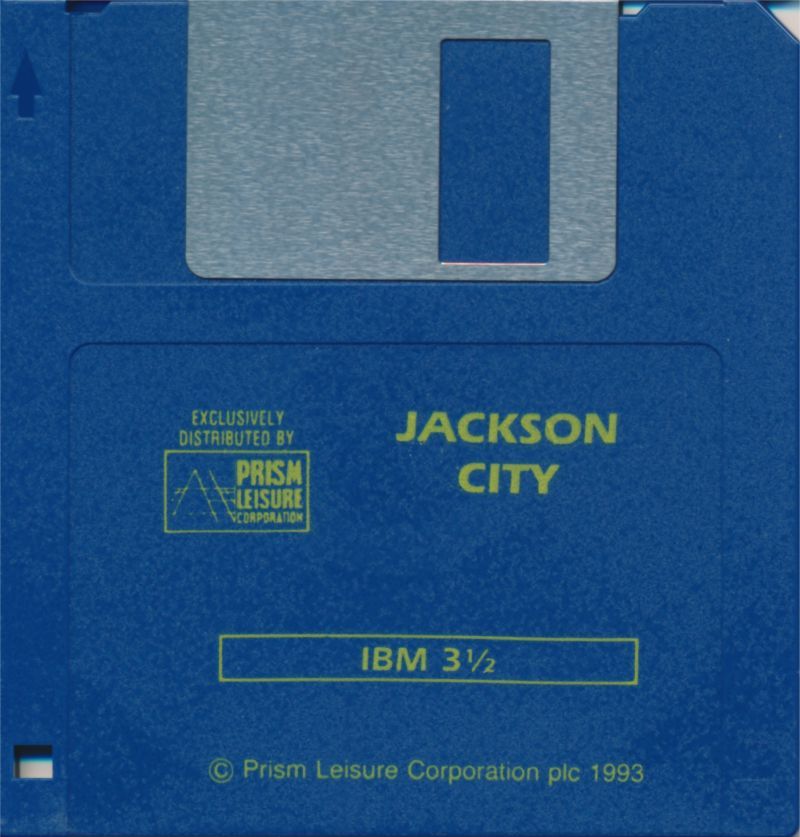 EXCLUSIVELY
DISTRIBUTED BY
PRISM
LEISURE
CORPORATION
JACKSON
CITY
IBM 3½
© Prism Leisure Corporation plc 1993